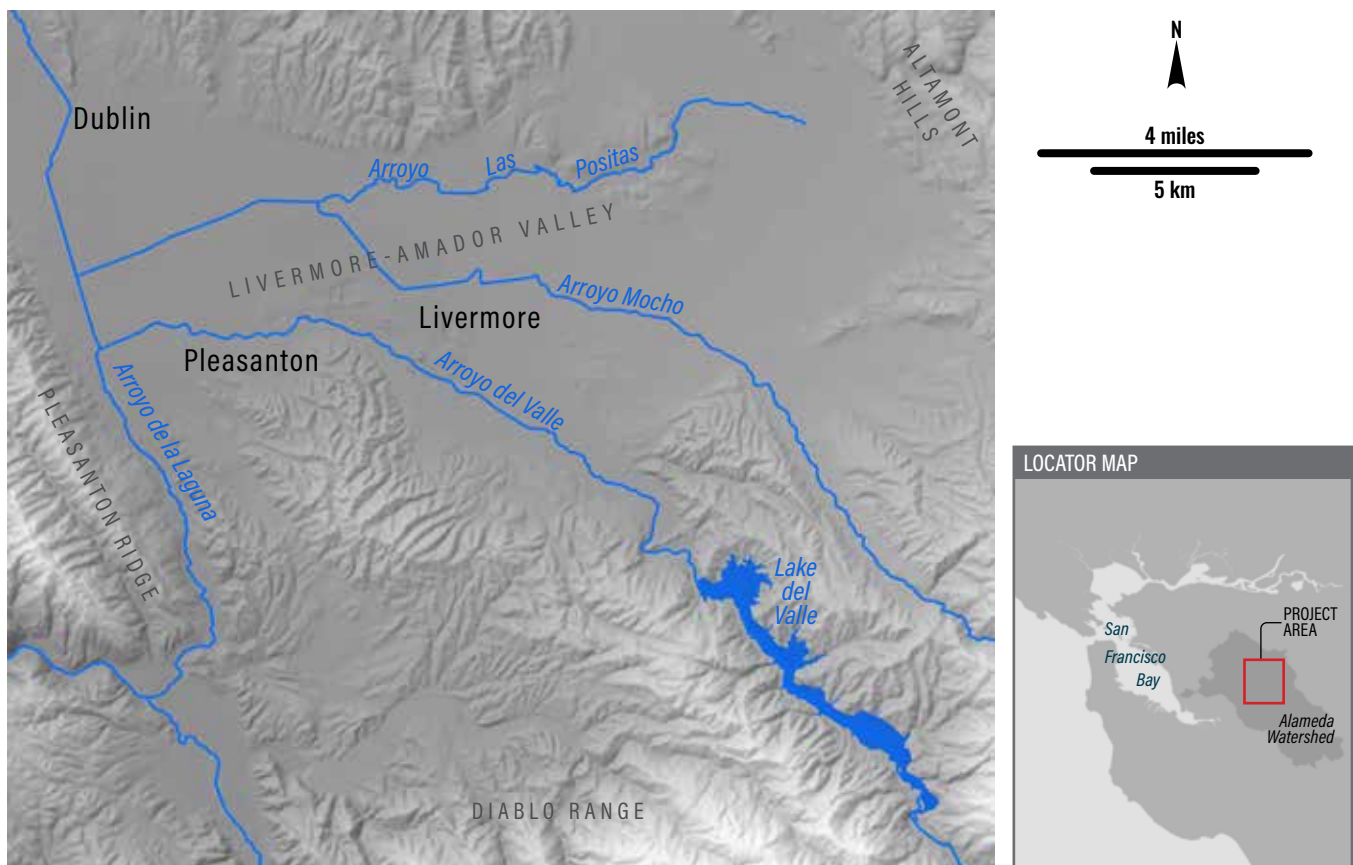 Dublin
ALTAMONT
HILLS
Arroyo Las Positas
LIVERMORE-AMADOR VALLEY
Arroyo Mocho
Livermore
Pleasanton
Arroyo del Valle
Arroyo de la Laguna
PLEASANTON RIDGE
Lake
del
Valle
DIABLO RANGE
N
4 miles
5 km
LOCATOR MAP
PROJECT
AREA
San
Francisco
Bay
Alameda
Watershed